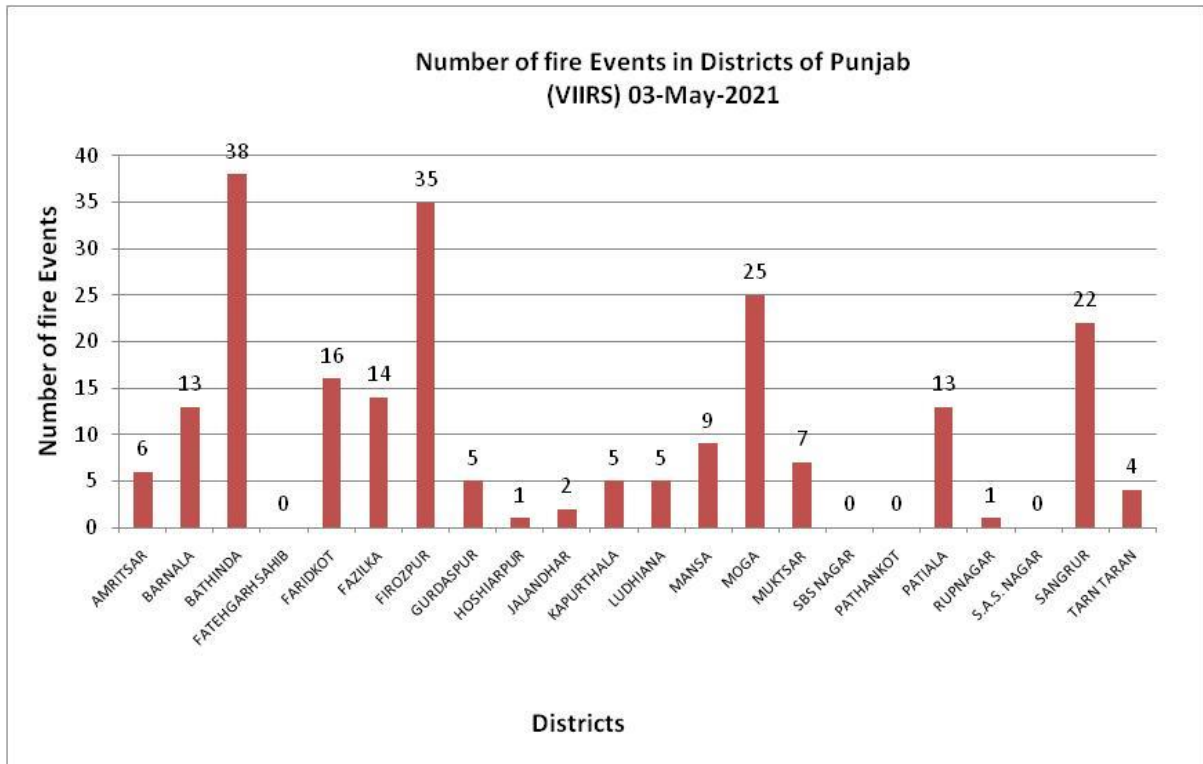 Number of fire Events in Districts of Punjab
(VIIRS) 03-May-2021
Number of fire Events
40
35
30
25
20
15
10
5
0
6
13
38
0
16
14
35
5
1
2
5
5
9
25
7
0
0
13
1
0
22
4
AMRITSAR
BARNALA
BATHINDA
FATEHGARH SAHIB
FARIDKOT
FAZILKA
FIROZPUR
GURDASPUR
HOSHIARPUR
JALANDHAR
KAPURTHALA
LUDHIANA
MANSA
MOGA
MUKTSAR
SBS NAGAR
PATHANKOT
PATIALA
RUPNAGAR
S.A.S. NAGAR
SANGRUR
TARN TARAN
Districts